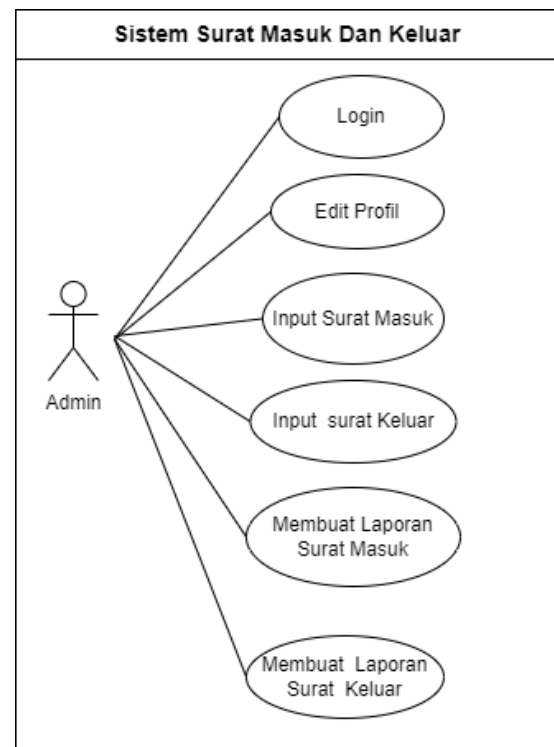 Sistem Surat Masuk Dan Keluar
Login
Edit Profil
Input Surat Masuk
Admin
Input surat Keluar
Membuat Laporan
Surat Masuk
Membuat Laporan
Surat Keluar